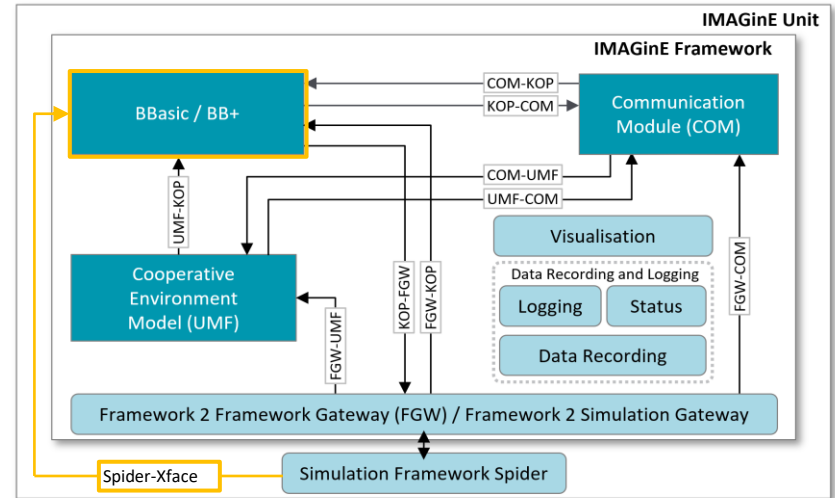 IMAGinE Unit
IMAGinE Framework
BBasic / BB+
COM-KOP
KOP-COM
Communication
Module (COM)
COM-UMF
UMF-COM
UMF-KOP
Visualisation
Cooperative
Environment
Model (UMF)
Data Recording and Logging
Logging
Status
Data Recording
FGW-UMF
KOP-FGW
FGW-KOP
FGW-COM
Framework 2 Framework Gateway (FGW) / Framework 2 Simulation Gateway
Spider-Xface
Simulation Framework Spider